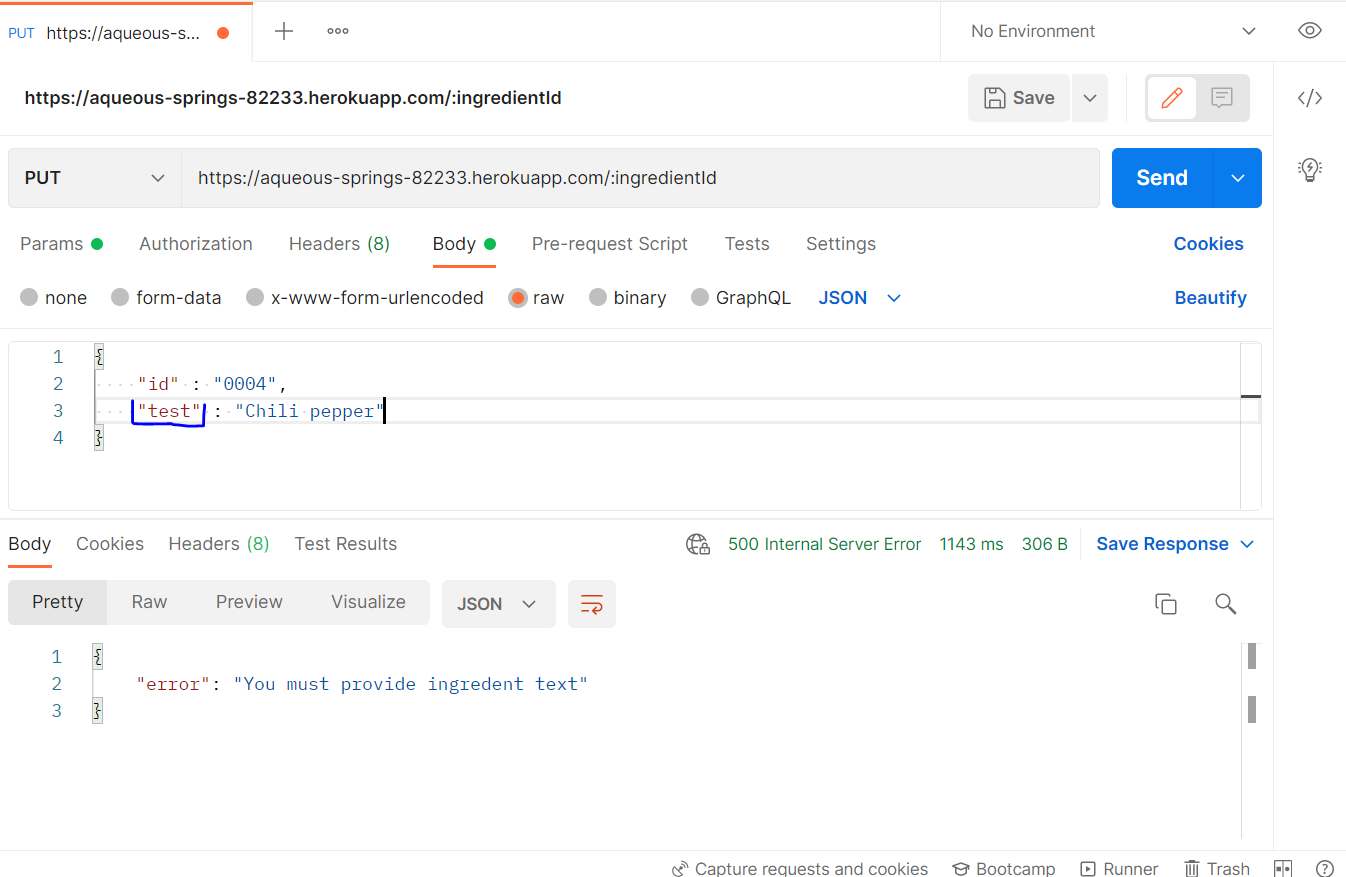 PUT https://aqueous-s... No Environment
https://aqueous-springs-82233.herokuapp.com/:ingredientId Save
PUT https://aqueous-springs-82233.herokuapp.com/:ingredientId Send
Params Authorization Headers (8) Body Pre-request Script Tests Settings Cookies
none form-data x-www-form-urlencoded raw binary GraphQL JSON Beautify
1 {
2 "id" : "0004",
3 "test" : "Chili pepper"
4 }
Body Cookies Headers (8) Test Results 500 Internal Server Error 1143 ms 306 B Save Response
Pretty Raw Preview Visualize JSON
1 {
2 "error": "You must provide ingredent text"
3 }
Capture requests and cookies Bootcamp Runner Trash